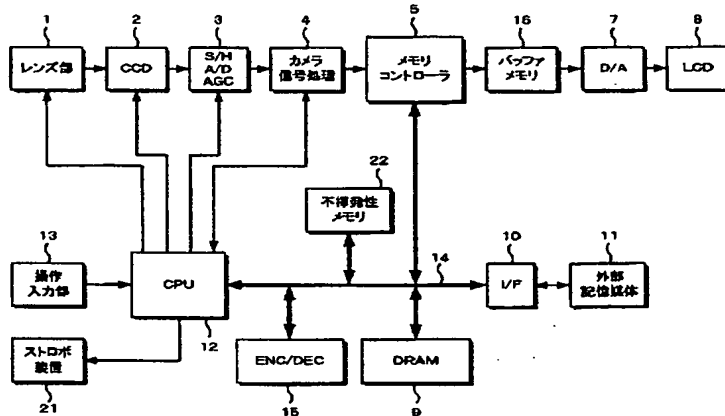 1
2
3
4
5
16
7
8
レンズ部
CCD
S/H
A/D
AGC
カメラ
信号処理
メモリ
コントローラ
バッファ
メモリ
D/A
LCD
22
不揮発性
メモリ
13
操作
入力部
CPU
14
10
11
I/F
外部
記憶媒体
12
ストロボ
装置
21
ENC/DEC
15
DRAM
9